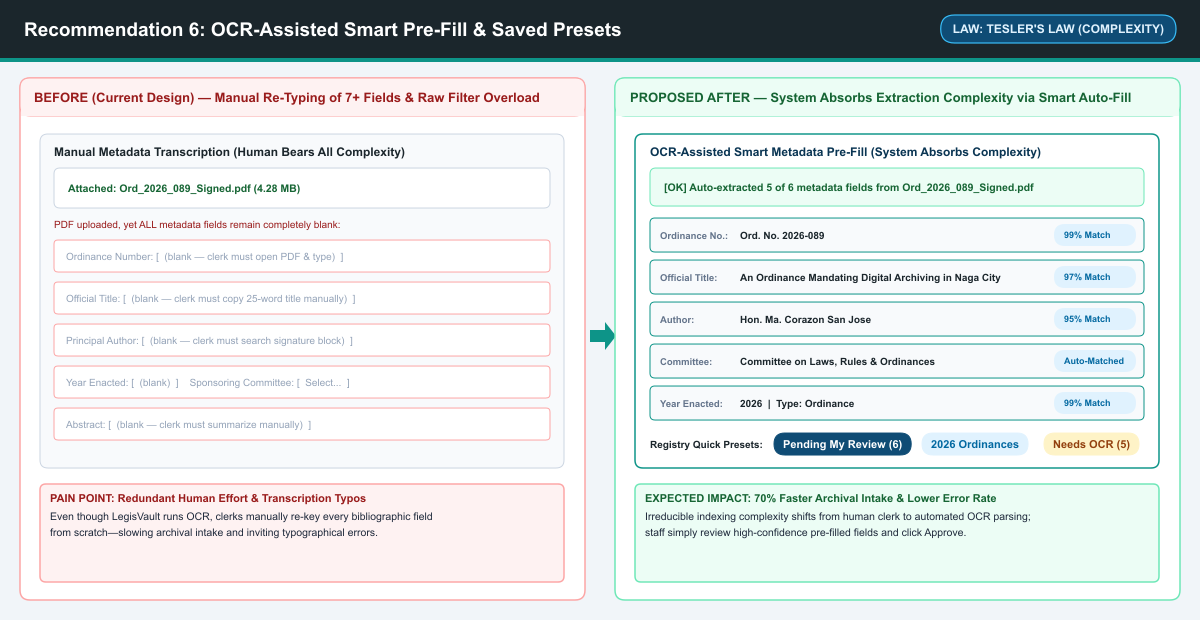 Recommendation 6: OCR-Assisted Smart Pre-Fill & Saved Presets
LAW: TESLER'S LAW (COMPLEXITY)
BEFORE (Current Design) — Manual Re-Typing of 7+ Fields & Raw Filter Overload
Manual Metadata Transcription (Human Bears All Complexity)
Attached: Ord_2026_089_Signed.pdf (4.28 MB)
PDF uploaded, yet ALL metadata fields remain completely blank:
Ordinance Number: [ (blank — clerk must open PDF & type) ]
Official Title: [ (blank — clerk must copy 25-word title manually) ]
Principal Author: [ (blank — clerk must search signature block) ]
Year Enacted: [ (blank) ] Sponsoring Committee: [ Select... ]
Abstract: [ (blank — clerk must summarize manually) ]
PAIN POINT: Redundant Human Effort & Transcription Typos
Even though LegisVault runs OCR, clerks manually re-key every bibliographic field
from scratch—slowing archival intake and inviting typographical errors.
PROPOSED AFTER — System Absorbs Extraction Complexity via Smart Auto-Fill
OCR-Assisted Smart Metadata Pre-Fill (System Absorbs Complexity)
[OK] Auto-extracted 5 of 6 metadata fields from Ord_2026_089_Signed.pdf
Ordinance No.: Ord. No. 2026-089 99% Match
Official Title: An Ordinance Mandating Digital Archiving in Naga City 97% Match
Author: Hon. Ma. Corazon San Jose 95% Match
Committee: Committee on Laws, Rules & Ordinances Auto-Matched
Year Enacted: 2026 | Type: Ordinance 99% Match
Registry Quick Presets: Pending My Review (6) 2026 Ordinances Needs OCR (5)
EXPECTED IMPACT: 70% Faster Archival Intake & Lower Error Rate
Irreducible indexing complexity shifts from human clerk to automated OCR parsing;
staff simply review high-confidence pre-filled fields and click Approve.